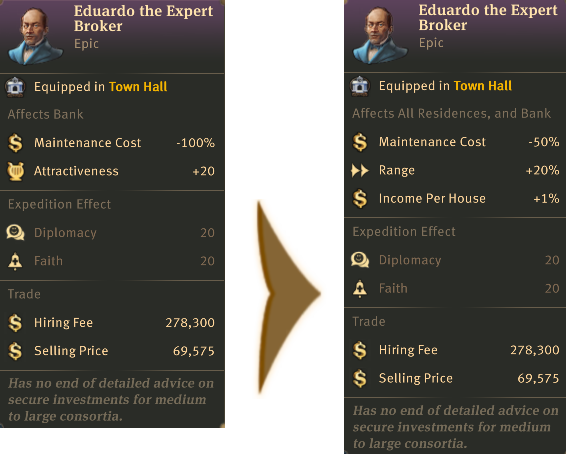 Eduardo the Expert
Broker
Epic
Equipped in Town Hall
Affects Bank
Maintenance Cost -100%
Attractiveness +20
Expedition Effect
Diplomacy 20
Faith 20
Trade
Hiring Fee 278,300
Selling Price 69,575
Has no end of detailed advice on
secure investments for medium
to large consortia.
Eduardo the Expert
Broker
Epic
Equipped in Town Hall
Affects All Residences, and Bank
Maintenance Cost -50%
Range +20%
Income Per House +1%
Expedition Effect
Diplomacy 20
Faith 20
Trade
Hiring Fee 278,300
Selling Price 69,575
Has no end of detailed advice on
secure investments for medium
to large consortia.